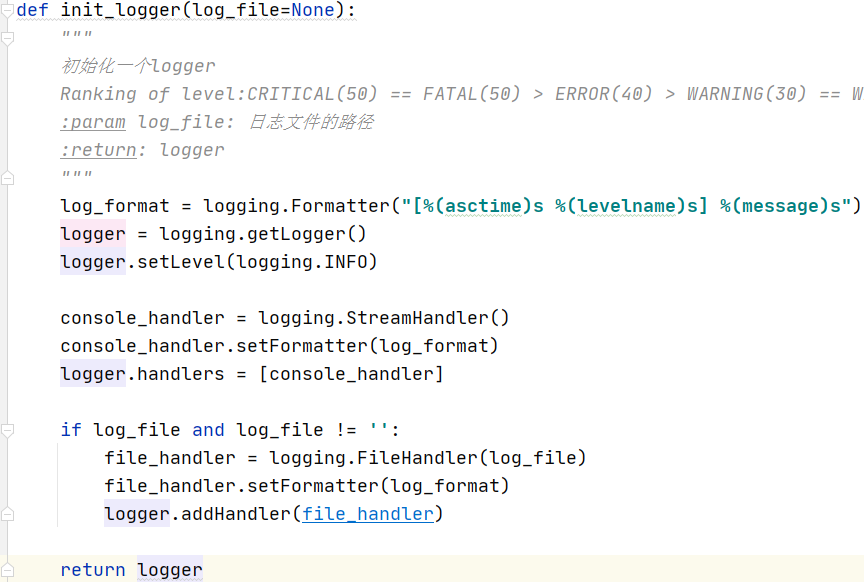 def init_logger(log_file=None):
    """
    初始化一个logger
    Ranking of level:CRITICAL(50) == FATAL(50) > ERROR(40) > WARNING(30) == W
    :param log_file: 日志文件的路径
    :return: logger
    """
    log_format = logging.Formatter("[%(asctime)s %(levelname)s] %(message)s")
    logger = logging.getLogger()
    logger.setLevel(logging.INFO)
    console_handler = logging.StreamHandler()
    console_handler.setFormatter(log_format)
    logger.handlers = [console_handler]
    if log_file and log_file != '':
        file_handler = logging.FileHandler(log_file)
        file_handler.setFormatter(log_format)
        logger.addHandler(file_handler)
    return logger